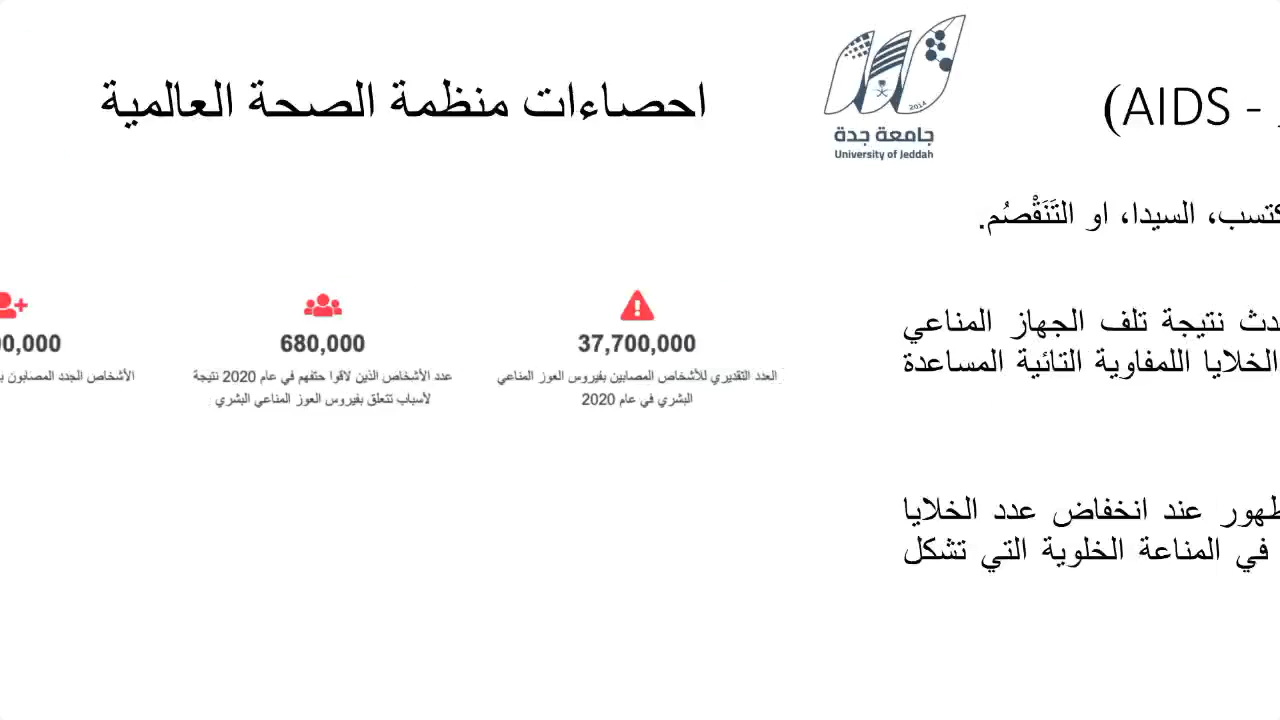 احصاءات منظمة الصحة العالمية
2014
جامعة جدة
University of Jeddah
(AIDS -
السيدا، او التَنَقْصُم.
نتيجة تلف الجهاز المناعي
الخلايا اللمفاوية التائية المساعدة
عند انخفاض عدد الخلايا
في المناعة الخلوية التي تشكل
37,700,000
العدد التقديري للأشخاص المصابين بفيروس العوز المناعي
البشري في عام 2020
680,000
عدد الأشخاص الذين لاقوا حتفهم في عام 2020 نتيجة
لأسباب تتعلق بفيروس العوز المناعي البشري
0,000
الأشخاص الجدد المصابون